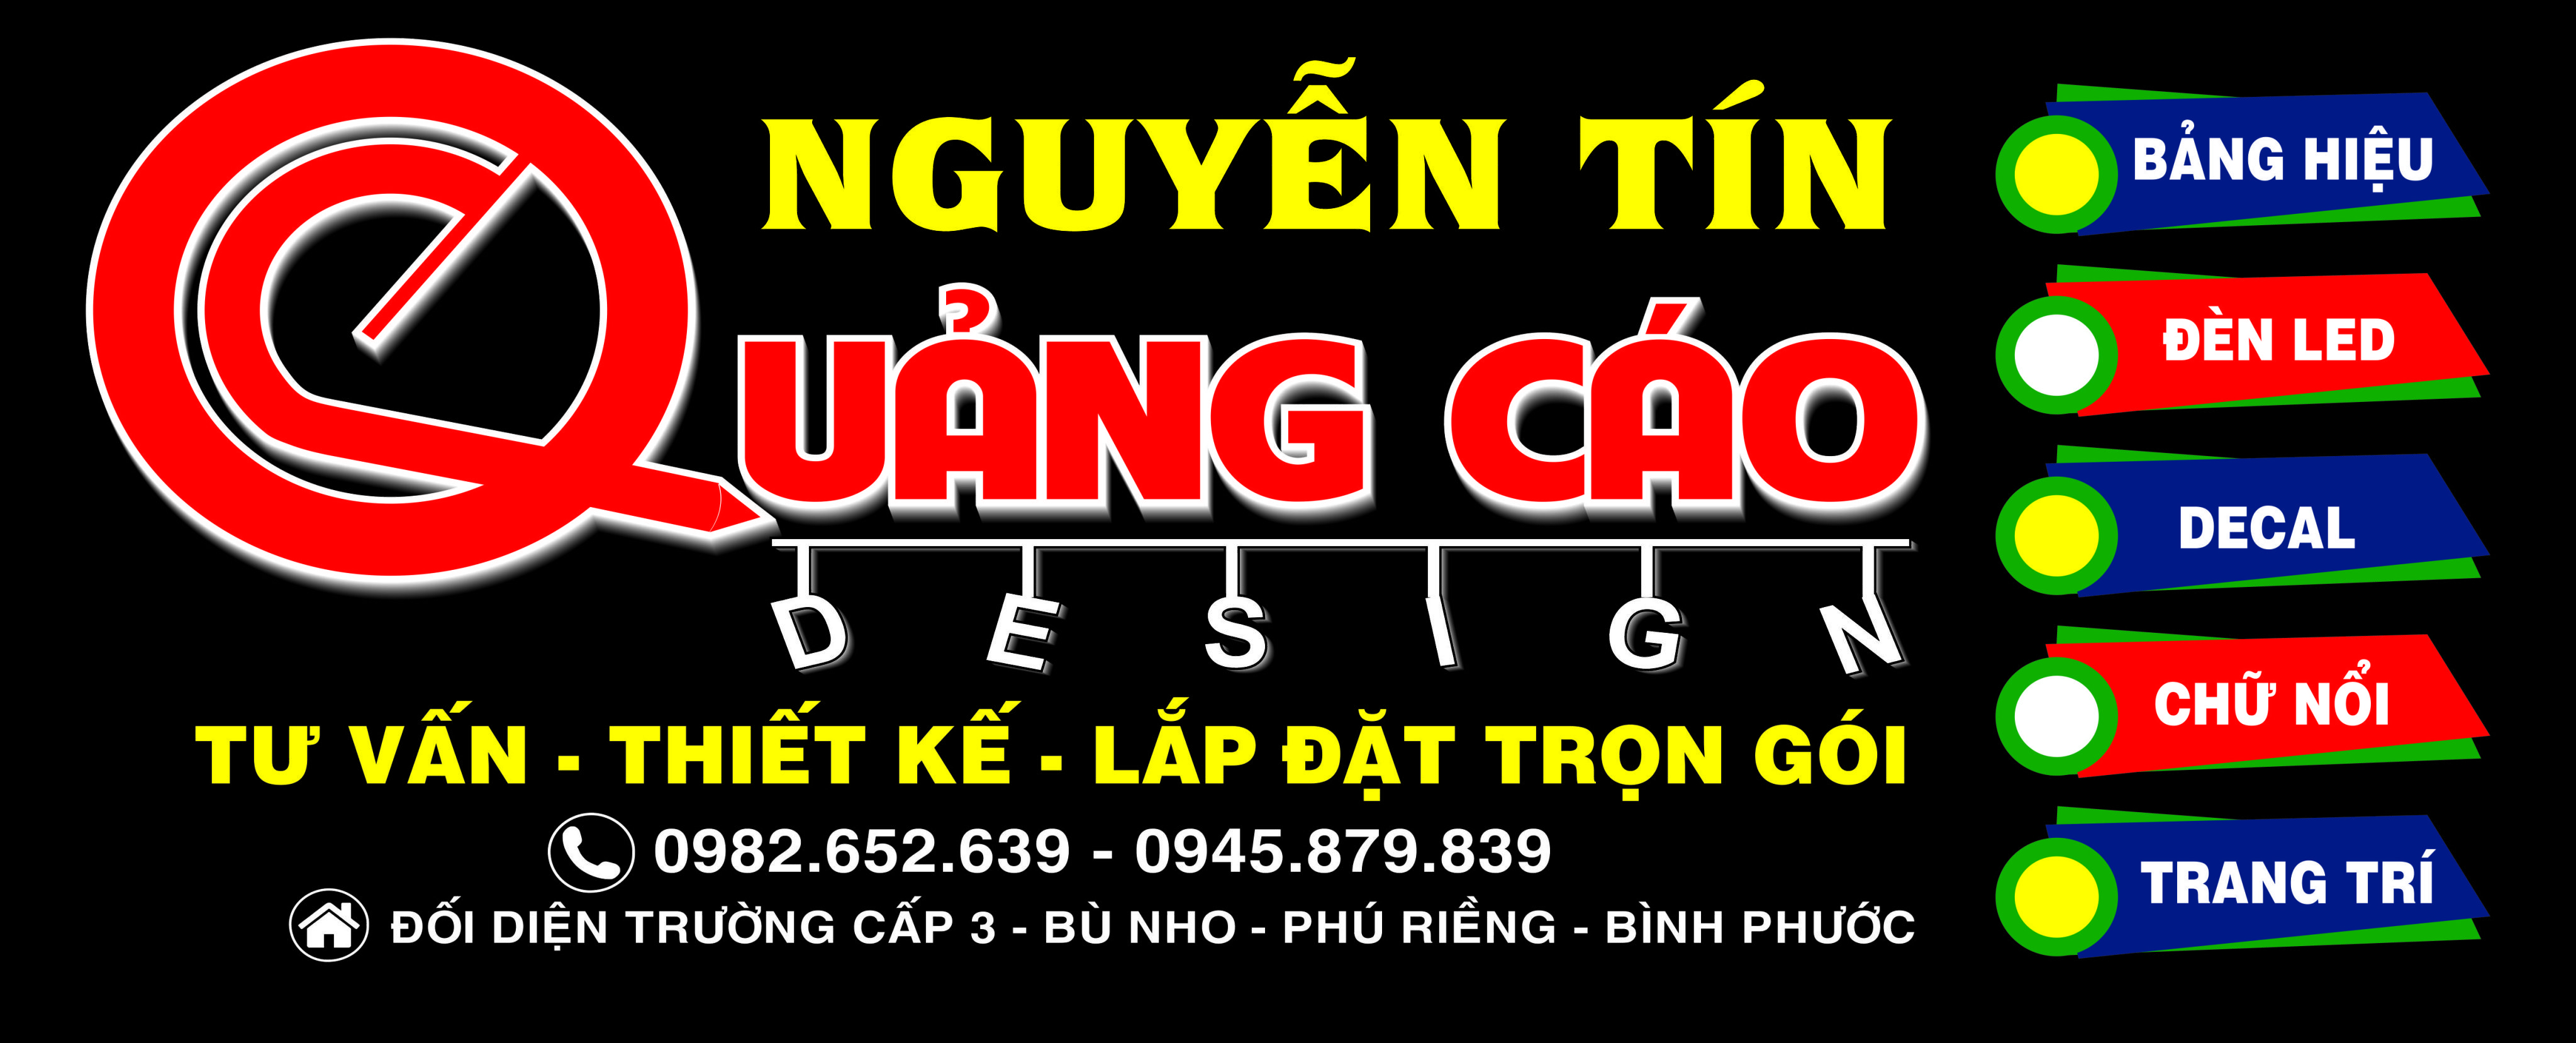 NGUYỄN TÍN
QUẢNG CÁO
DESIGN
TƯ VẤN - THIẾT KẾ - LẮP ĐẶT TRỌN GÓI
0982.652.639 - 0945.879.839
ĐỐI DIỆN TRƯỜNG CẤP 3 - BÙ NHO - PHÚ RIỀNG - BÌNH PHƯỚC
BẢNG HIỆU
ĐÈN LED
DECAL
CHỮ NỔI
TRANG TRÍ